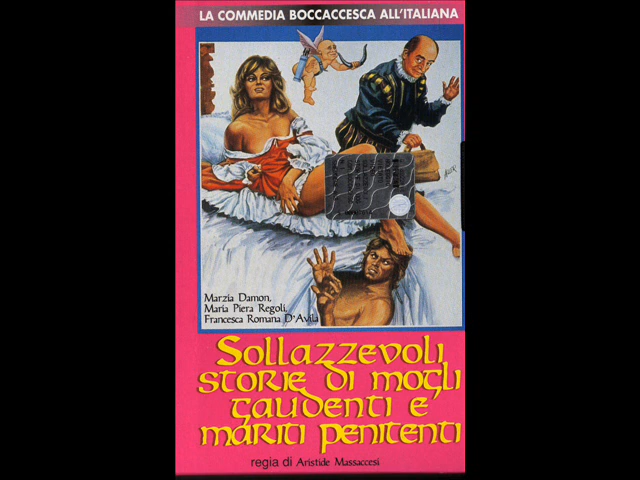 LA COMMEDIA BOCCACCESCA ALL'ITALIANA
Marzia Damon,
Maria Piera Regoli,
Francesca Romana D'Avila
Sollazzevoli
storie di mogli
gaudenti e
mariti penitenti
regia di Aristide Massaccesi